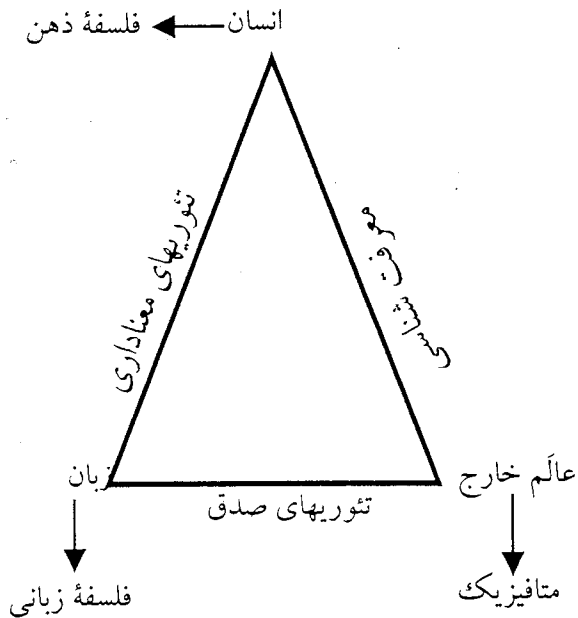 انسان
فلسفهٔ ذهن
تئوریهای معناداری
معرفت شناسی
عالَم خارج
زبان
تئوریهای صدق
متافیزیک
فلسفهٔ زبانی